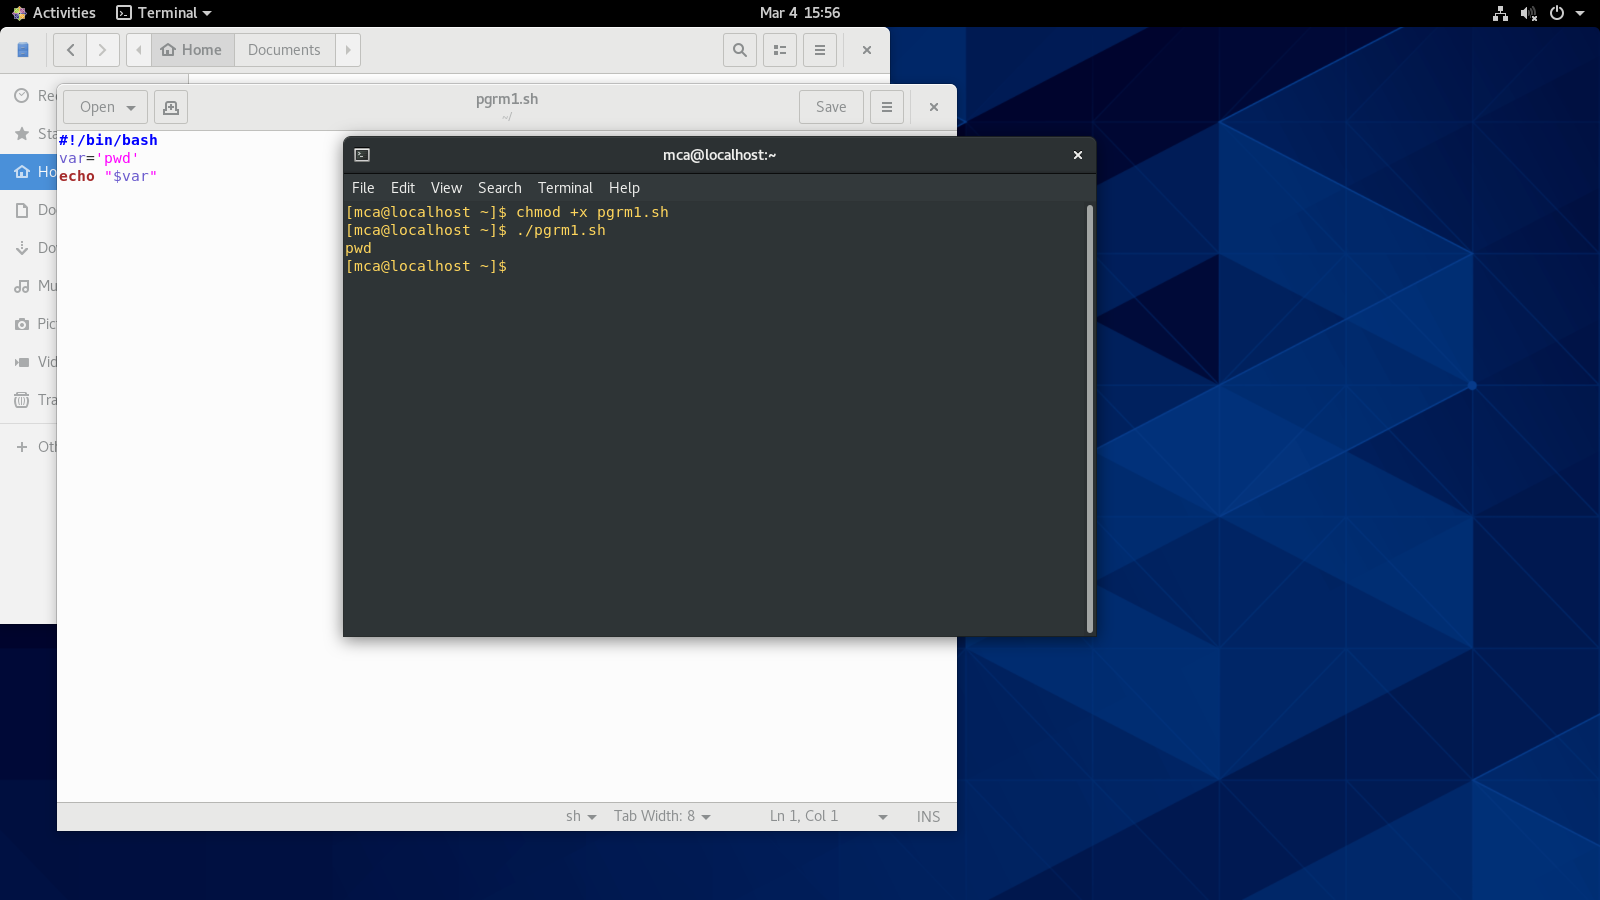 Activities
Terminal
Mar 4 15:56
Home
Documents
Open
pgrm1.sh
~/
Save
#!/bin/bash
var='pwd'
echo "$var"
mca@localhost:~
File Edit View Search Terminal Help
[mca@localhost ~]$ chmod +x pgrm1.sh
[mca@localhost ~]$ ./pgrm1.sh
pwd
[mca@localhost ~]$
Re
Sta
Ho
Do
Do
Mu
Pic
Vid
Tra
Oth
sh
Tab Width: 8
Ln 1, Col 1
INS